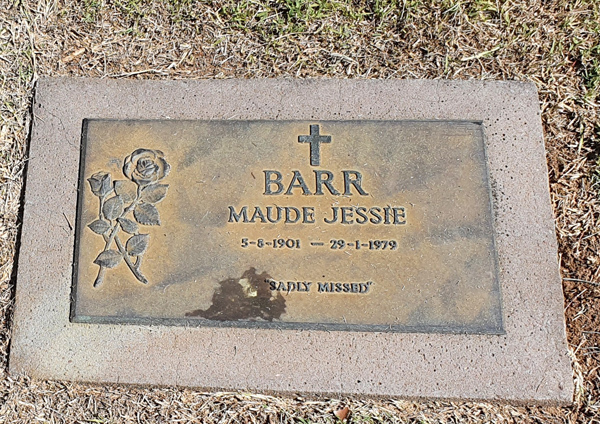 BARR
MAUDE JESSIE
5-8-1901 — 29-1-1979
"SADLY MISSED"